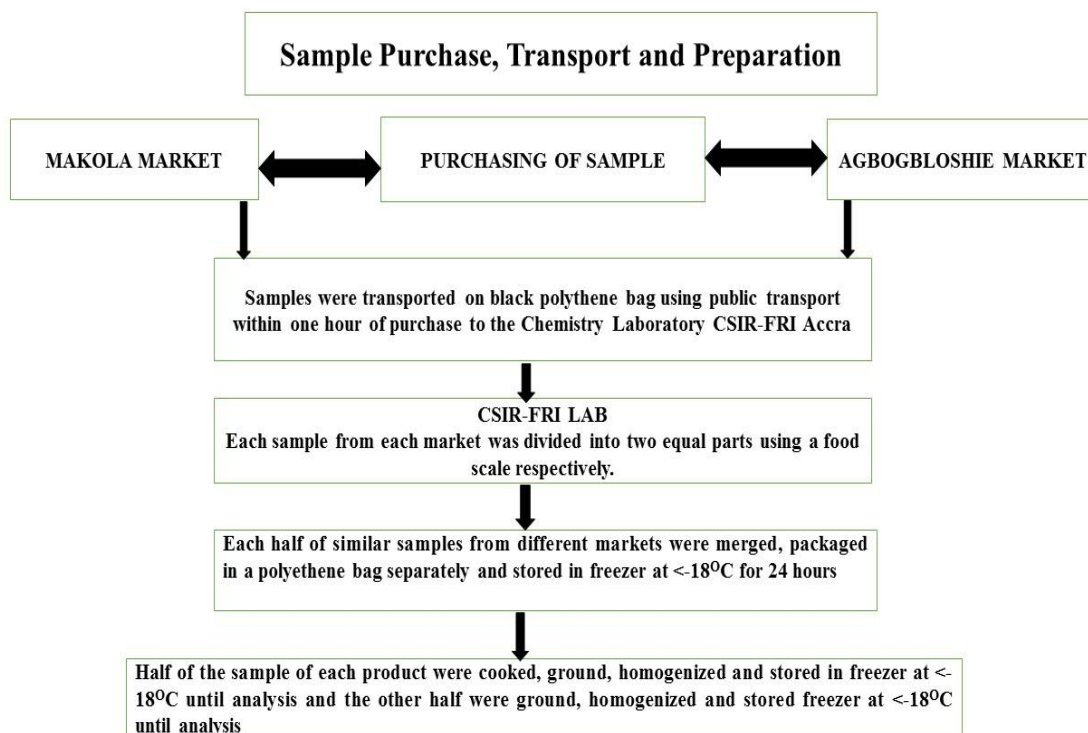 Sample Purchase, Transport and Preparation
MAKOLA MARKET
PURCHASING OF SAMPLE
AGBOGBLOSHIE MARKET
Samples were transported on black polythene bag using public transport
within one hour of purchase to the Chemistry Laboratory CSIR-FRI Accra
CSIR-FRI LAB
Each sample from each market was divided into two equal parts using a food
scale respectively.
Each half of similar samples from different markets were merged, packaged
in a polyethene bag separately and stored in freezer at <-18⁰C for 24 hours
Half of the sample of each product were cooked, ground, homogenized and stored in freezer at <-
18⁰C until analysis and the other half were ground, homogenized and stored freezer at <-18⁰C
until analysis